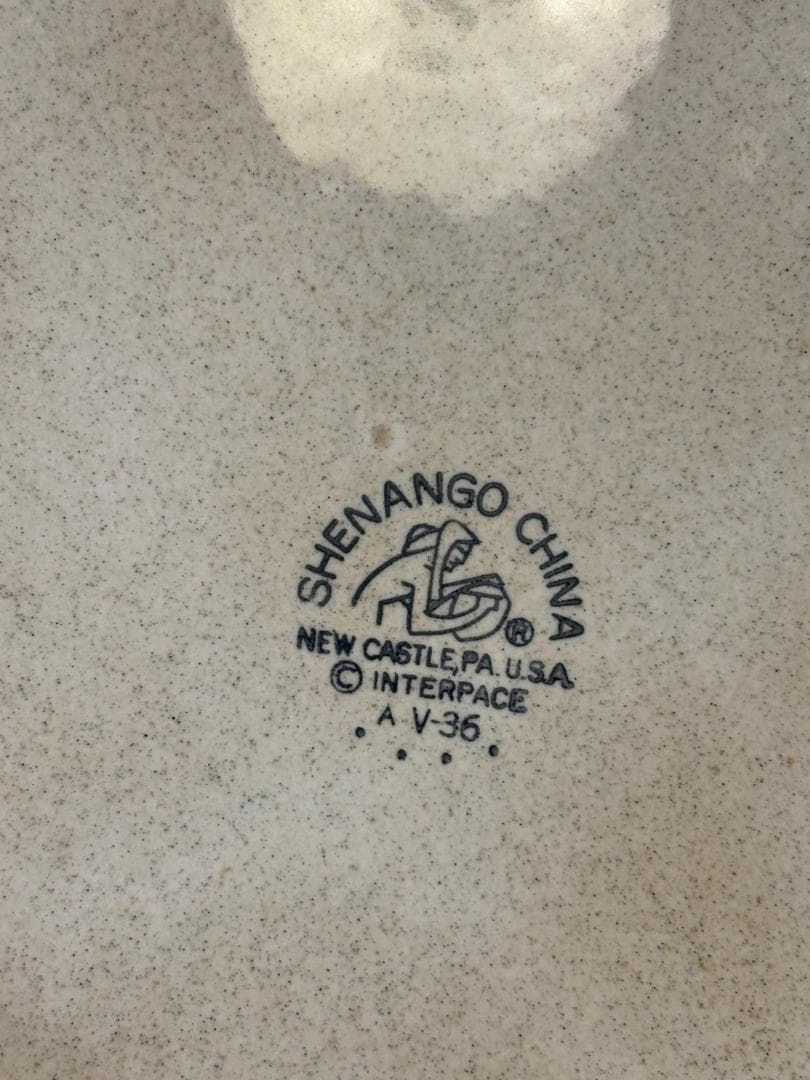 SHENANGO CHINA
®
NEW CASTLE, PA. U.S.A.
© INTERPACE
A V-36